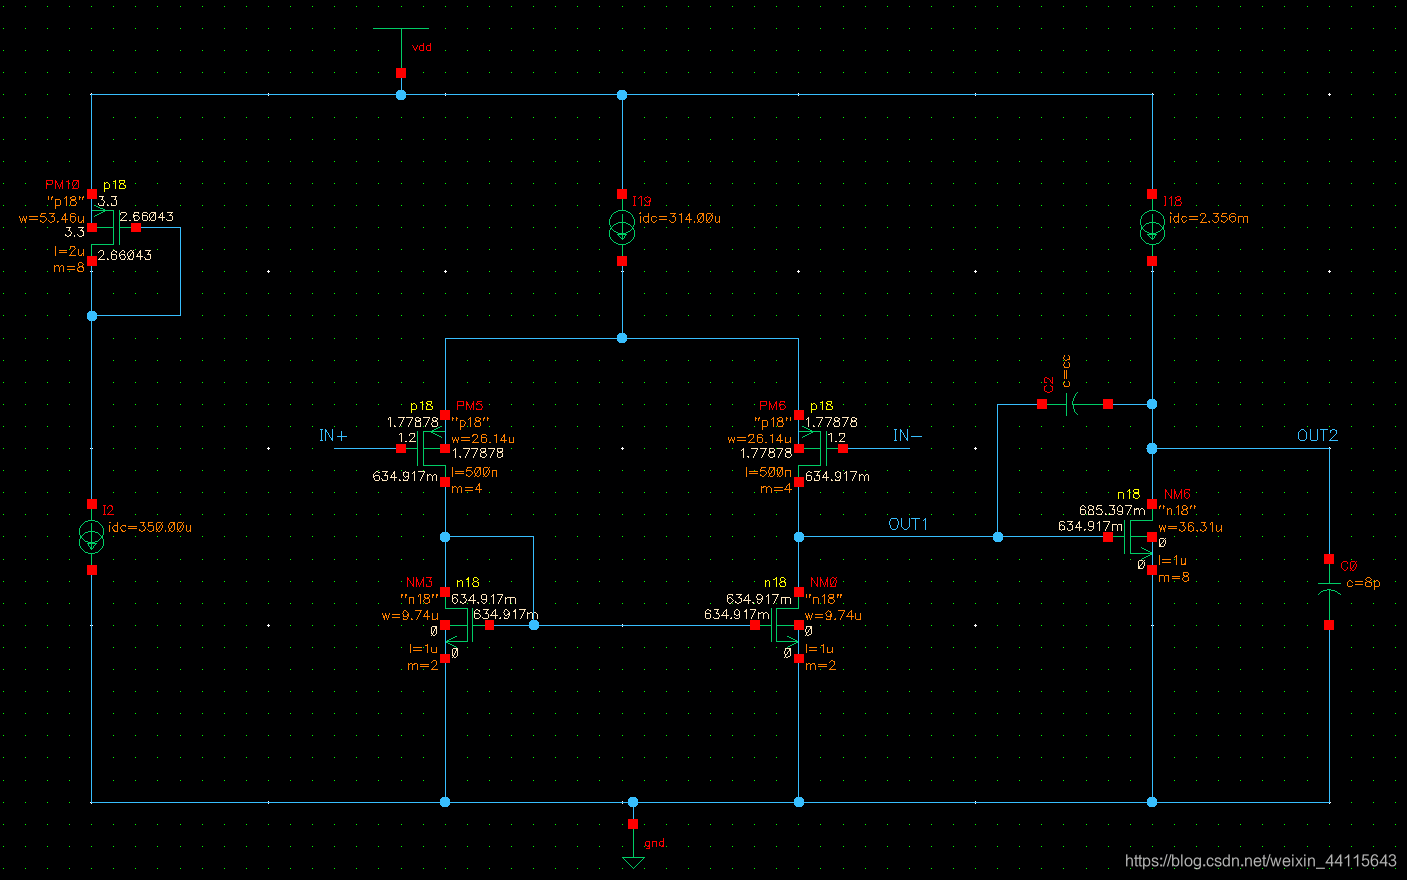 vdd
PM10
p18
"p18"
3.3
w=53.46u
2.66043
3.3
l=2u
2.66043
m=8
I19
idc=314.00u
I18
idc=2.356m
C2
c=cc
p18
PM5
1.77878
"p18"
IN+
1.2
w=26.14u
1.77878
l=500n
634.917m
m=4
PM6
p18
"p18"
1.77878
w=26.14u
1.2
IN-
1.77878
l=500n
634.917m
m=4
OUT2
I2
idc=350.00u
OUT1
n18
NM6
685.397m
"n18"
634.917m
w=36.31u
0
l=1u
0
m=8
C0
c=8p
NM3
n18
"n18"
634.917m
w=9.74u
634.917m
0
l=1u
0
m=2
n18
NM0
634.917m
"n18"
634.917m
w=9.74u
0
l=1u
0
m=2
gnd
https://blog.csdn.net/weixin_44115643